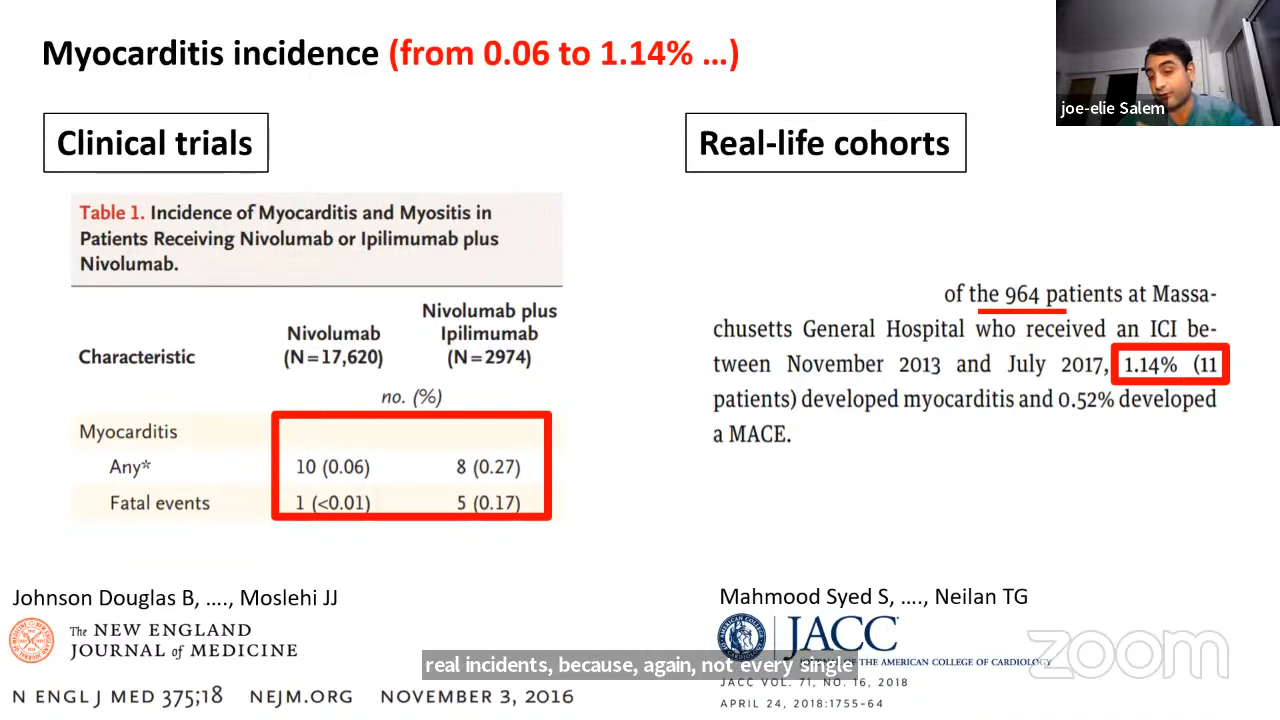 Myocarditis incidence (from 0.06 to 1.14% ...)
joe-elie Salem
Clinical trials
Table 1. Incidence of Myocarditis and Myositis in
Patients Receiving Nivolumab or Ipilimumab plus
Nivolumab.
Characteristic
Nivolumab
(N=17,620)
Nivolumab plus
Ipilimumab
(N=2974)
no. (%)
Myocarditis
Any* 10 (0.06) 8 (0.27)
Fatal events 1 (<0.01) 5 (0.17)
Johnson Douglas B, ...., Moslehi JJ
The NEW ENGLAND
JOURNAL of MEDICINE
N ENGL J MED 375;18 NEJM.ORG NOVEMBER 3, 2016
Real-life cohorts
of the 964 patients at Massa-
chusetts General Hospital who received an ICI be-
tween November 2013 and July 2017, 1.14% (11
patients) developed myocarditis and 0.52% developed
a MACE.
Mahmood Syed S, ...., Neilan TG
JACC
OF THE AMERICAN COLLEGE OF CARDIOLOGY
JACC VOL. 71, NO. 16, 2018
APRIL 24, 2018:1755-64
real incidents, because, again, not every single
zoom